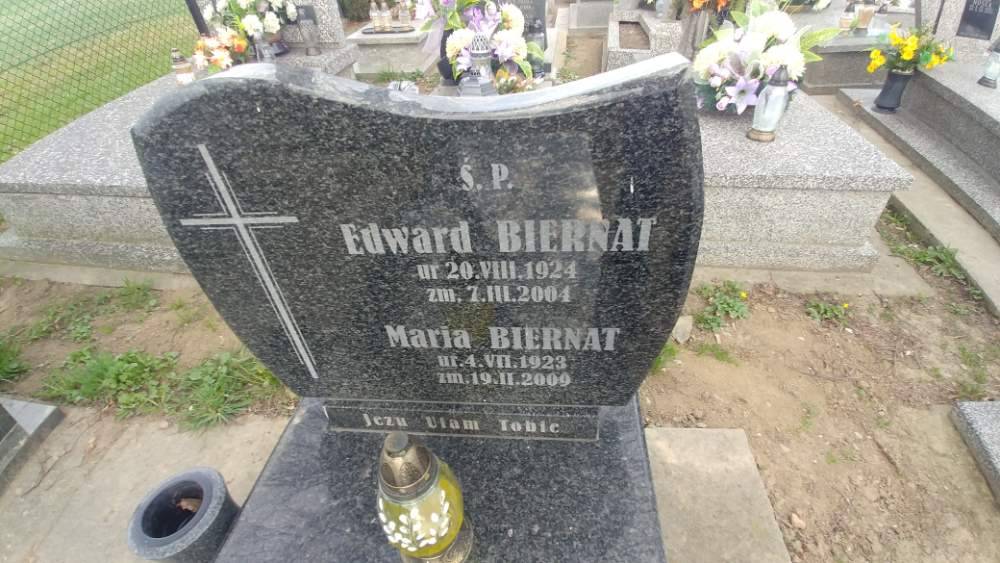 Ś. P.
Edward BIERNAT
ur. 20.VIII.1924
zm. 7.III.2004
Maria BIERNAT
ur.4.VII.1923
zm.19.II.2009
Jezu Ufam Tobie